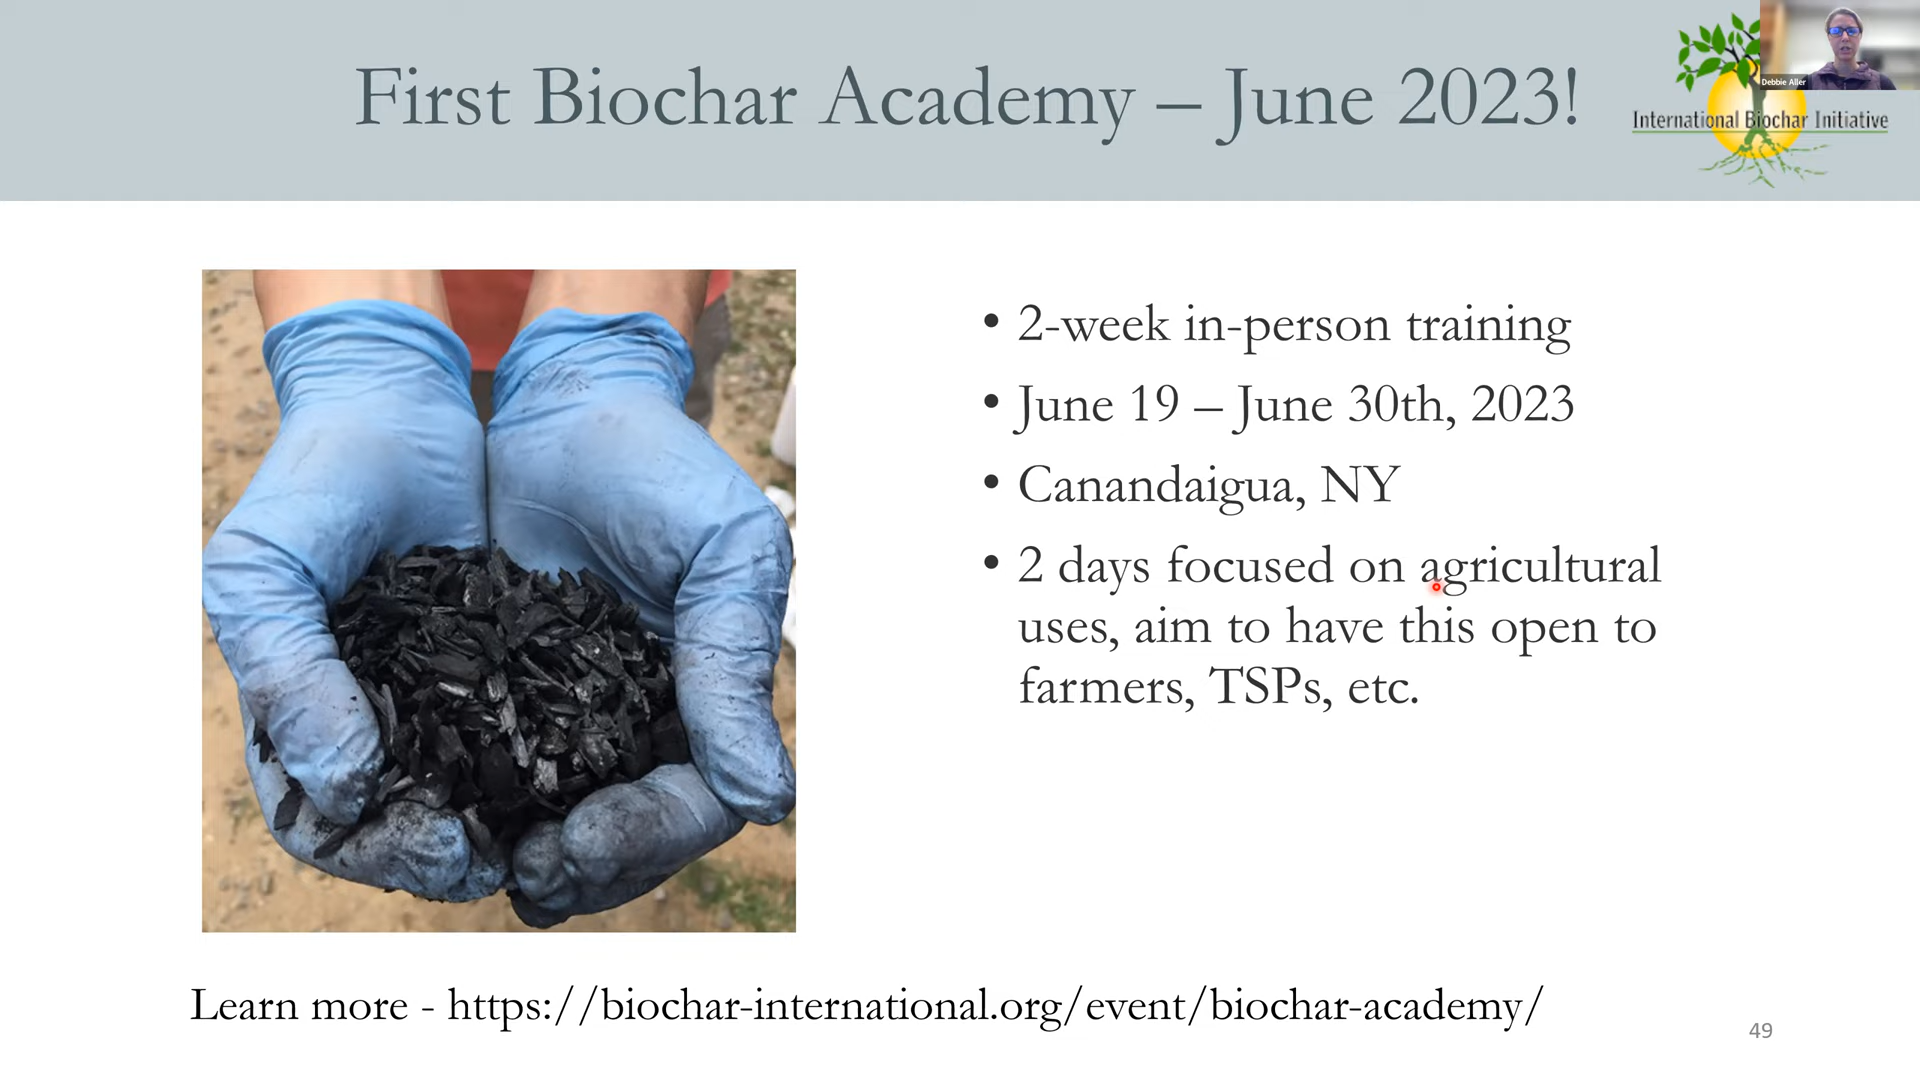 First Biochar Academy – June 2023!
Debbie Aller
International Biochar Initiative
• 2-week in-person training
• June 19 – June 30th, 2023
• Canandaigua, NY
• 2 days focused on agricultural
uses, aim to have this open to
farmers, TSPs, etc.
Learn more - https://biochar-international.org/event/biochar-academy/
49